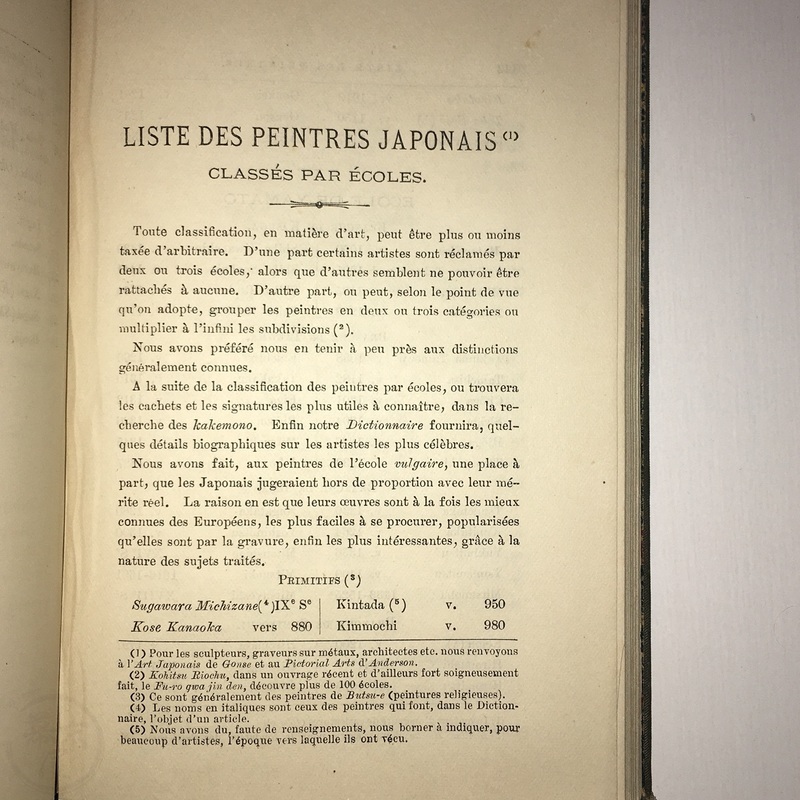 LISTE DES PEINTRES JAPONAIS (1)
CLASSÉS PAR ÉCOLES.
Toute classification, en matière d'art, peut être plus ou moins
taxée d'arbitraire. D'une part certains artistes sont réclamés par
deux ou trois écoles, alors que d'autres semblent ne pouvoir être
rattachés à aucune. D'autre part, ou peut, selon le point de vue
qu'on adopte, grouper les peintres en deux ou trois catégories ou
multiplier à l'infini les subdivisions (2).
Nous avons préféré nous en tenir à peu près aux distinctions
généralement connues.
A la suite de la classification des peintres par écoles, ou trouvera
les cachets et les signatures les plus utiles à connaître, dans la re-
cherche des kakemono. Enfin notre Dictionnaire fournira, quel-
ques détails biographiques sur les artistes les plus célèbres.
Nous avons fait, aux peintres de l'école vulgaire, une place à
part, que les Japonais jugeraient hors de proportion avec leur mé-
rite réel. La raison en est que leurs œuvres sont à la fois les mieux
connues des Européens, les plus faciles à se procurer, popularisées
qu'elles sont par la gravure, enfin les plus intéressantes, grâce à la
nature des sujets traités.
PRIMITIFS (3)
Sugawara Michizane(4)IXe Se | Kintada (5) v. 950
Kose Kanaoka vers 880 | Kimmochi v. 980
(1) Pour les sculpteurs, graveurs sur métaux, architectes etc. nous renvoyons
à l'Art Japonais de Gonse et au Pictorial Arts d'Anderson.
(2) Kohitsu Riochu, dans un ouvrage récent et d'ailleurs fort soigneusement
fait, le Fu-ro gwa jin den, découvre plus de 100 écoles.
(3) Ce sont généralement des peintres de Butsu-e (peintures religieuses).
(4) Les noms en italiques sont ceux des peintres qui font, dans le Diction-
naire, l'objet d'un article.
(5) Nous avons du, faute de renseignements, nous borner à indiquer, pour
beaucoup d'artistes, l'époque vers laquelle ils ont vécu.